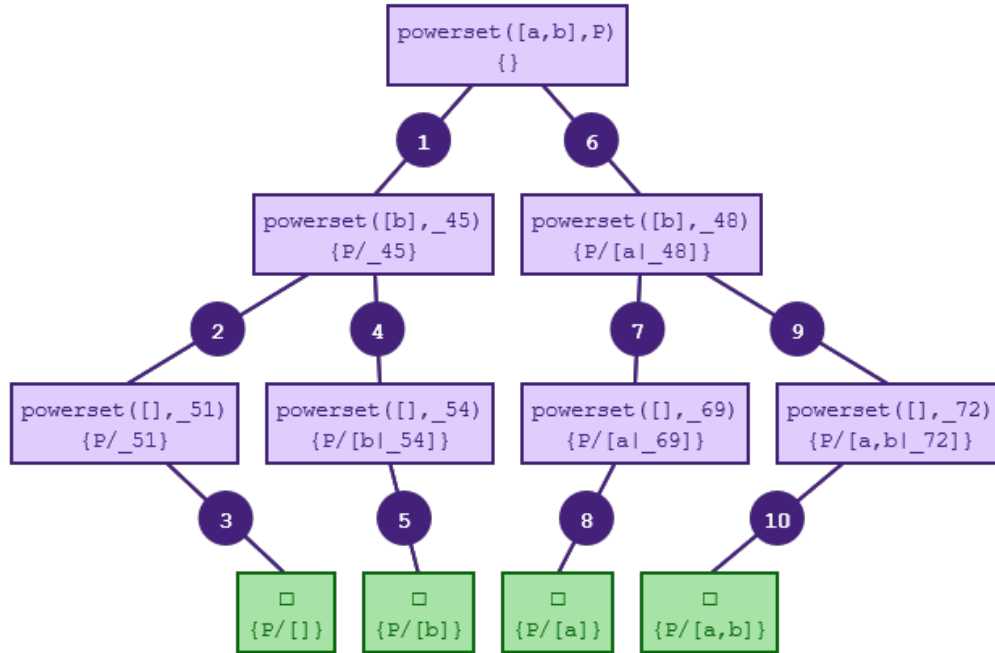 powerset([a,b],P)
{}
1
6
powerset([b],_45)
{P/_45}
powerset([b],_48)
{P/[a|_48]}
2
4
7
9
powerset([],_51)
{P/_51}
powerset([],_54)
{P/[b|_54]}
powerset([],_69)
{P/[a|_69]}
powerset([],_72)
{P/[a,b|_72]}
3
5
8
10
□
{P/[]}
□
{P/[b]}
□
{P/[a]}
□
{P/[a,b]}